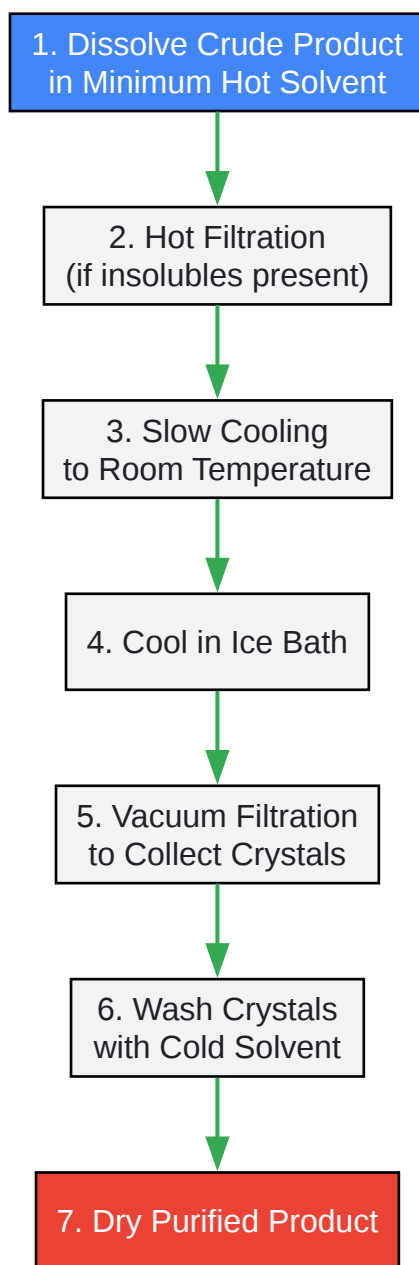 1. Dissolve Crude Product
in Minimum Hot Solvent
2. Hot Filtration
(if insolubles present)
3. Slow Cooling
to Room Temperature
4. Cool in Ice Bath
5. Vacuum Filtration
to Collect Crystals
6. Wash Crystals
with Cold Solvent
7. Dry Purified Product